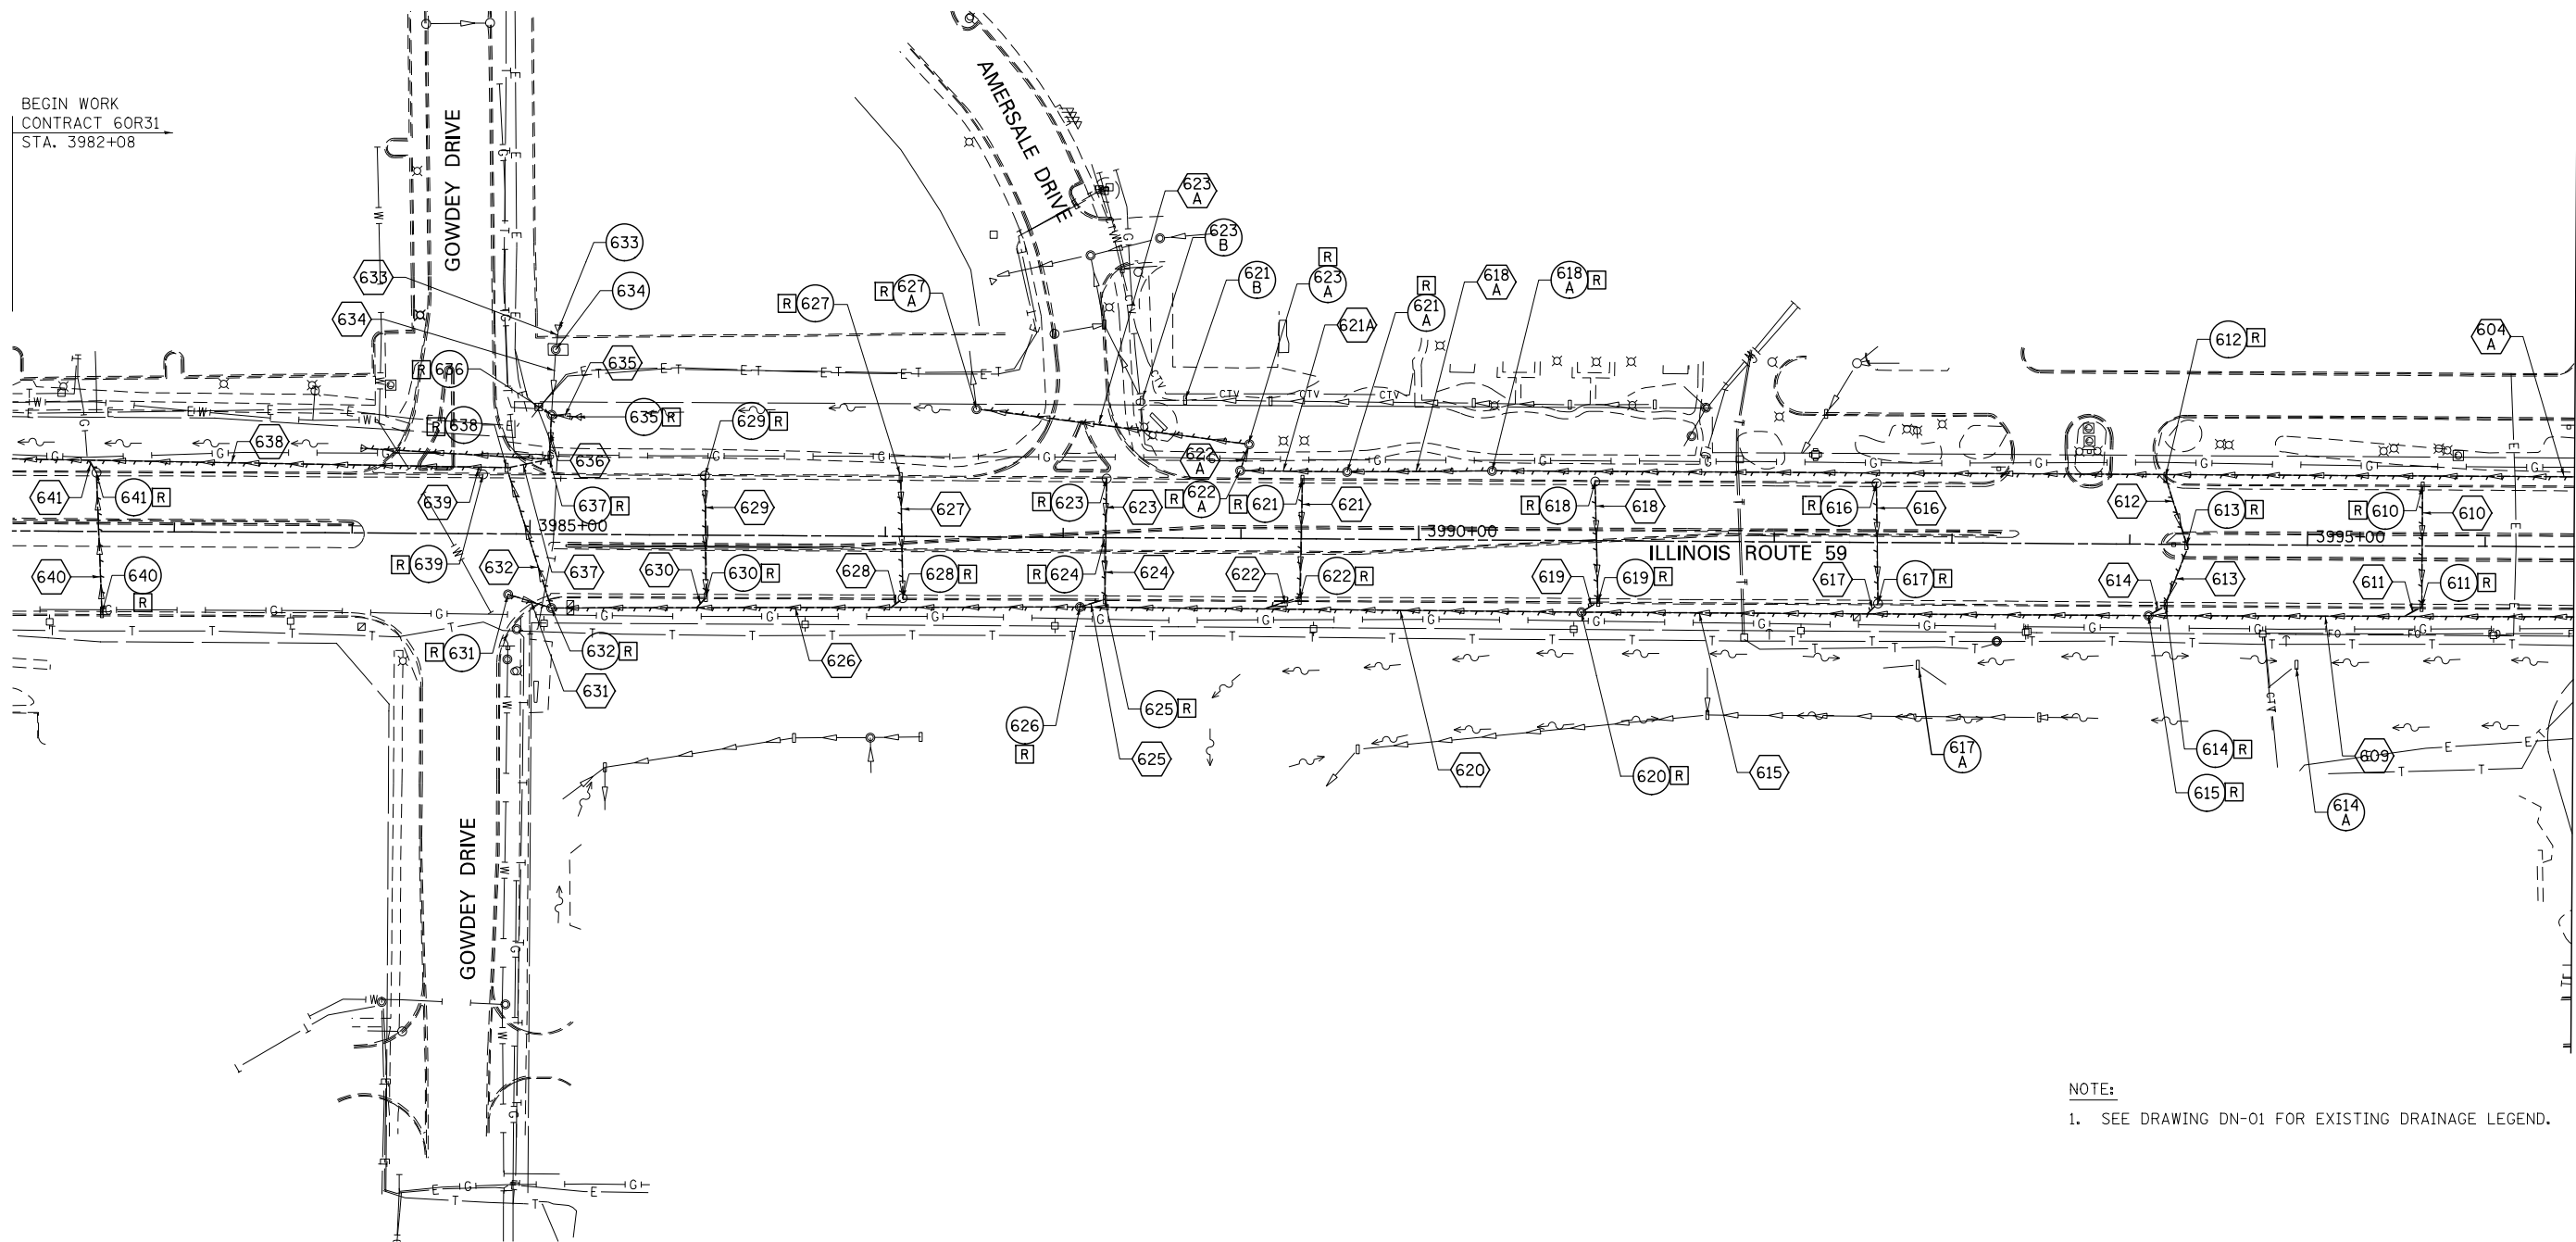 BEGIN WORK
CONTRACT 60R31
STA. 3982+08
GOWDEY DRIVE
AMERSALE DRIVE
623 A
623 B
633
633
634
634
621 B
R
623 A
R
621 A
618 A
618 A R
R 627
R 627 A
621A
612 R
604 A
R 636
635
635 R
R 638
629 R
638
636
622 A
641
641 R
639
637 R
629
627
R 623
623
R 622 A
R 621
621
R 618
618
R 616
616
612
613 R
R 610
610
3985+00
3990+00
3995+00
ILLINOIS ROUTE 59
640
640
R
R 639
632
637
630
630 R
628
628 R
R 624
624
622
622 R
619
619 R
617
617 R
614
613
611
611 R
R 631
632 R
631
626
626
R
625 R
625
620
620 R
615
617 A
614 R
615 R
609
614 A
GOWDEY DRIVE
NOTE:
1. SEE DRAWING DN-01 FOR EXISTING DRAINAGE LEGEND.